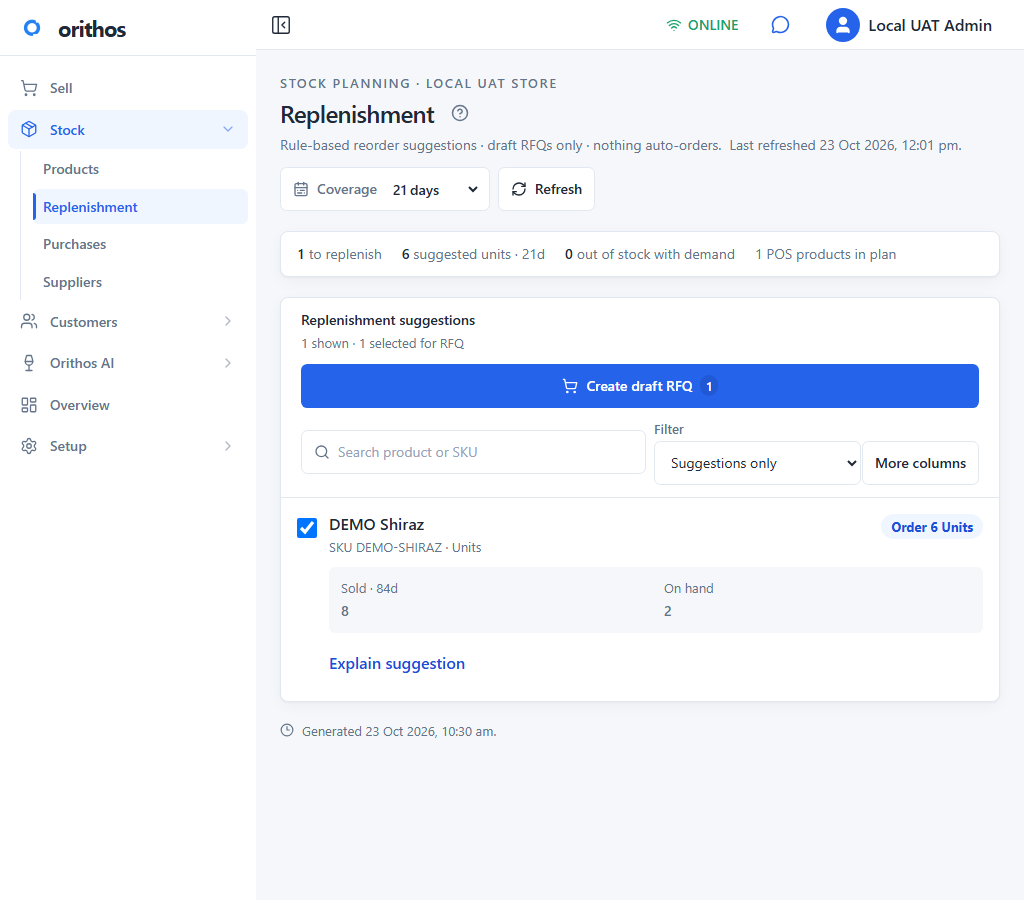 orithos
ONLINE
Local UAT Admin
Sell
Stock
Products
Replenishment
Purchases
Suppliers
Customers
Orithos AI
Overview
Setup
STOCK PLANNING · LOCAL UAT STORE
Replenishment
Rule-based reorder suggestions · draft RFQs only · nothing auto-orders. Last refreshed 23 Oct 2026, 12:01 pm.
Coverage 21 days
Refresh
1 to replenish 6 suggested units · 21d 0 out of stock with demand 1 POS products in plan
Replenishment suggestions
1 shown · 1 selected for RFQ
Create draft RFQ 1
Filter
Search product or SKU
Suggestions only
More columns
DEMO Shiraz
Order 6 Units
SKU DEMO-SHIRAZ · Units
Sold · 84d
8
On hand
2
Explain suggestion
Generated 23 Oct 2026, 10:30 am.